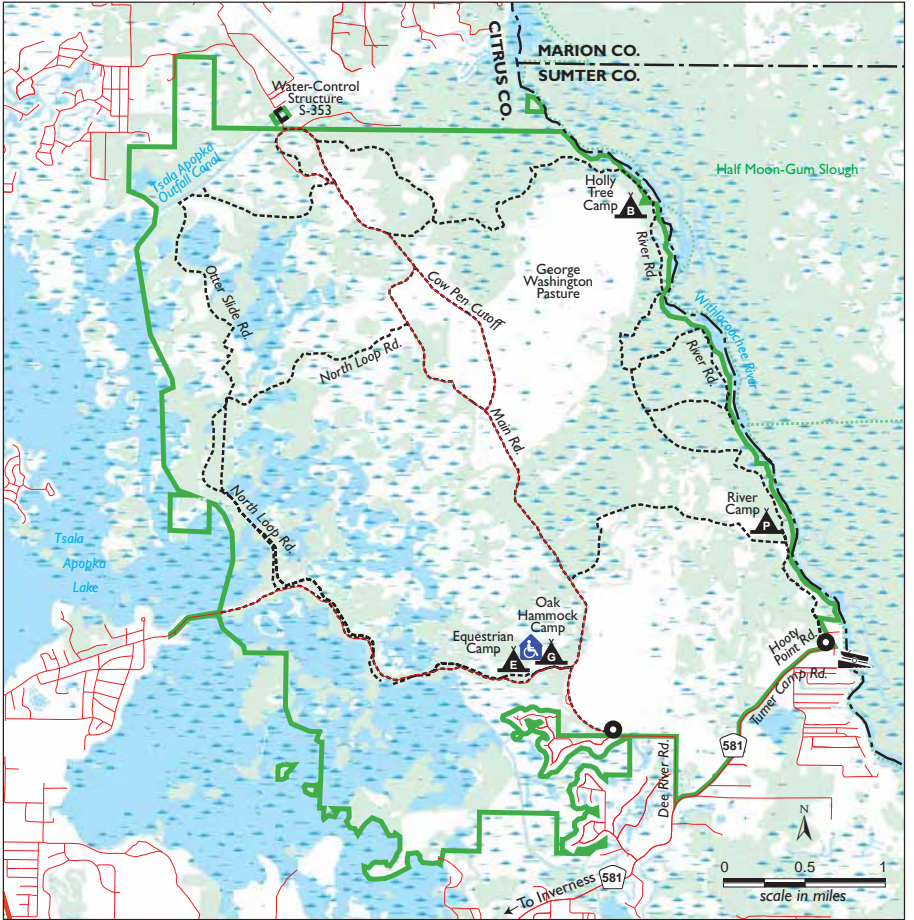 CITRUS CO.
MARION CO.
SUMTER CO.
Water-Control
Structure
S-353
Tsala Apopka
Outfall Canal
Half Moon-Gum Slough
Holly
Tree
Camp
B
River Rd.
George
Washington
Pasture
Otter Slide Rd.
Cow Pen Cutoff
Withlacoochee River
North Loop Rd.
River Rd.
Main Rd.
North Loop Rd.
River
Camp
P
Tsala
Apopka
Lake
Oak
Hammock
Camp
Equestrian
Camp
E
G
Hooty
Point Rd.
Turner Camp Rd.
581
Dee River Rd.
N
0 0.5 1
scale in miles
To Inverness 581